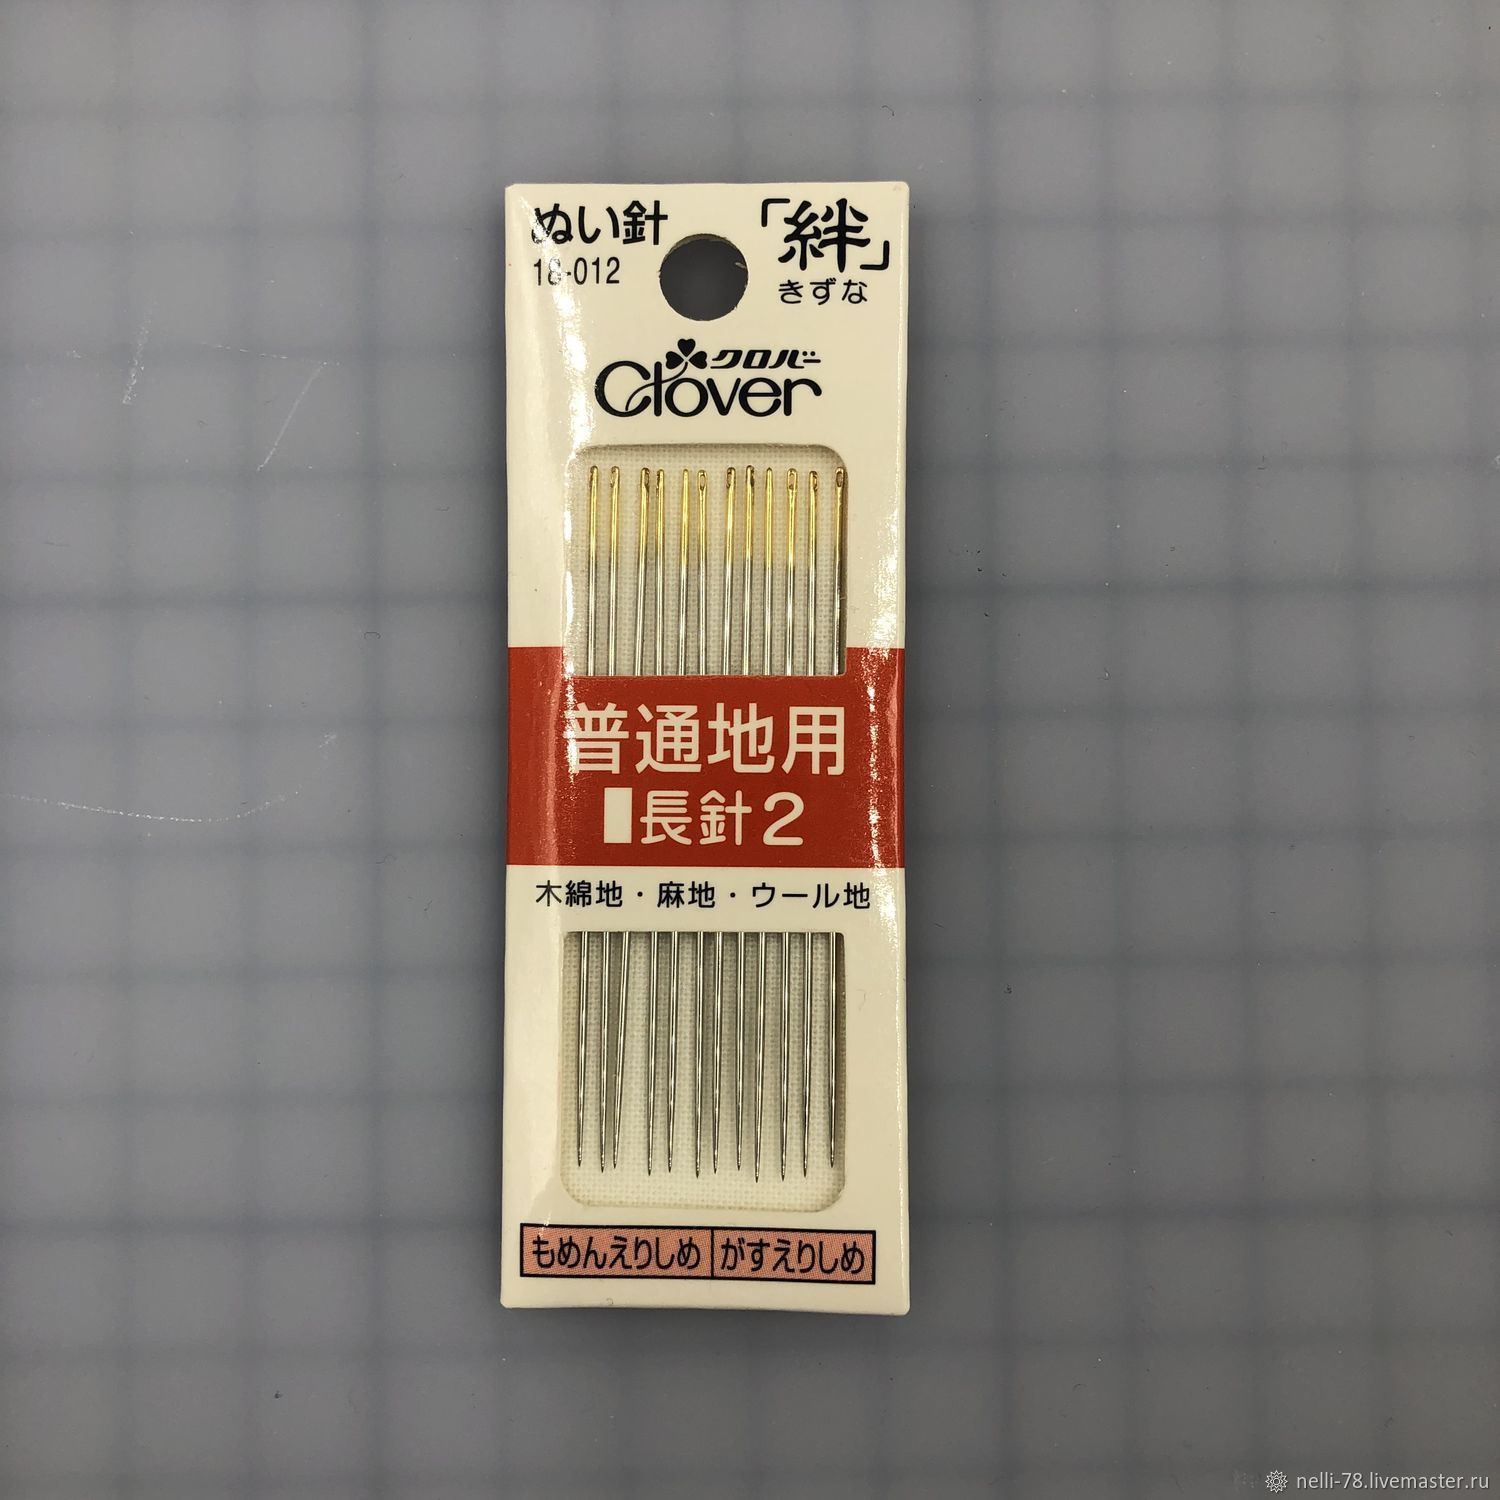 ぬい針
18-012
「絆」
きずな
クロバー
Clover
普通地用
長針2
木綿地・麻地・ウール地
もめんえりしめ がすえりしめ
nelli-78.livemaster.ru